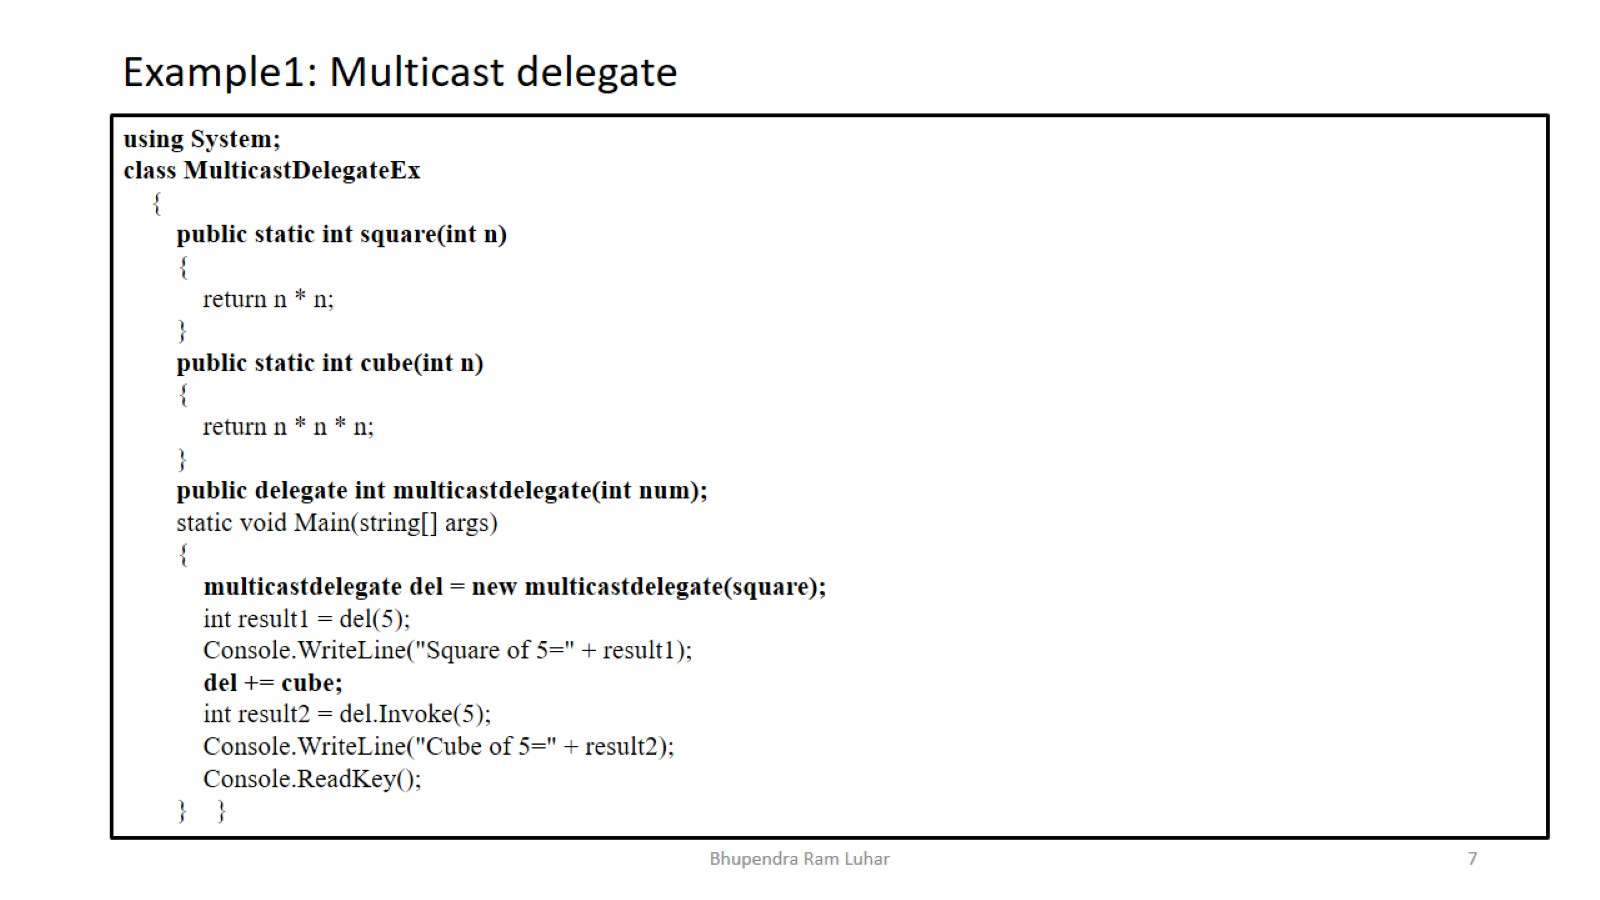 Example1: Multicast delegate
using System;
class MulticastDelegateEx
{
public static int square(int n)
{
return n * n;
}
public static int cube(int n)
{
return n * n * n;
}
public delegate int multicastdelegate(int num);
static void Main(string[] args)
{
multicastdelegate del = new multicastdelegate(square);
int result1 = del(5);
Console.WriteLine("Square of 5=" + result1);
del += cube;
int result2 = del.Invoke(5);
Console.WriteLine("Cube of 5=" + result2);
Console.ReadKey();
} }
Bhupendra Ram Luhar 7